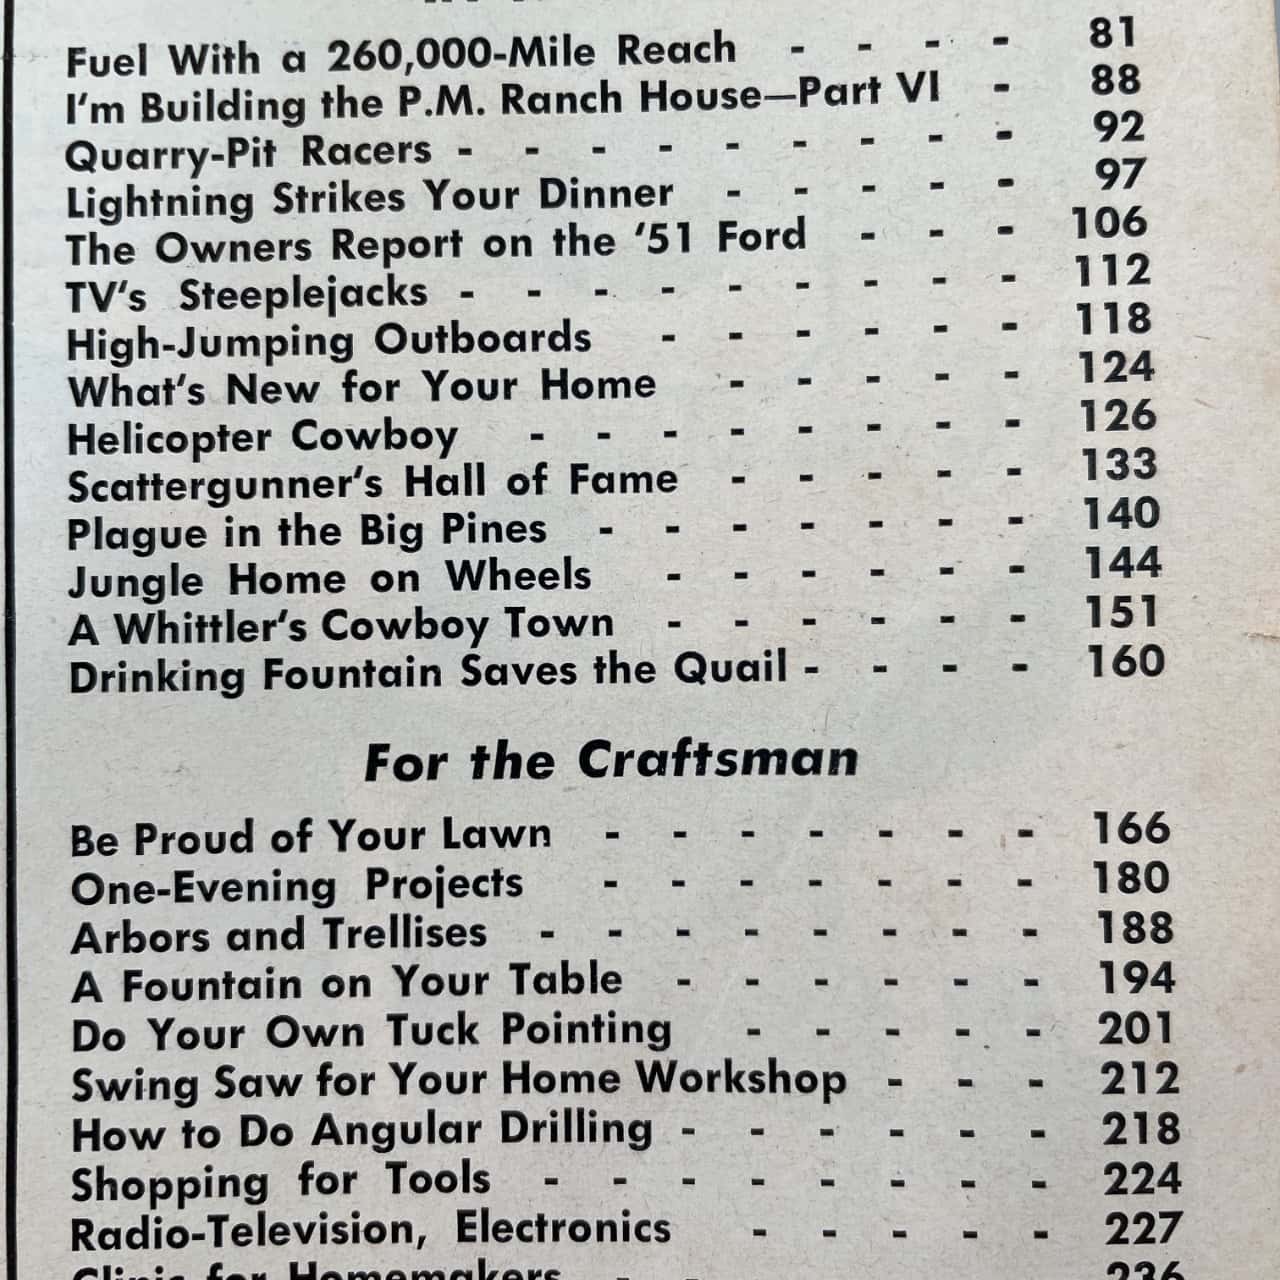 Fuel With a 260,000-Mile Reach - - - - 81
I'm Building the P.M. Ranch House—Part VI - 88
Quarry-Pit Racers - - - - - - - - - 92
Lightning Strikes Your Dinner - - - - - 97
The Owners Report on the '51 Ford - - - 106
TV's Steeplejacks - - - - - - - - - 112
High-Jumping Outboards - - - - - - 118
What's New for Your Home - - - - - 124
Helicopter Cowboy - - - - - - - - 126
Scattergunner's Hall of Fame - - - - - 133
Plague in the Big Pines - - - - - - - 140
Jungle Home on Wheels - - - - - - 144
A Whittler's Cowboy Town - - - - - - 151
Drinking Fountain Saves the Quail - - - - 160
For the Craftsman
Be Proud of Your Lawn - - - - - - - 166
One-Evening Projects - - - - - - - 180
Arbors and Trellises - - - - - - - - 188
A Fountain on Your Table - - - - - - 194
Do Your Own Tuck Pointing - - - - - 201
Swing Saw for Your Home Workshop - - - 212
How to Do Angular Drilling - - - - - - 218
Shopping for Tools - - - - - - - - 224
Radio-Television, Electronics - - - - - 227
Clinic for Homemakers - - 236